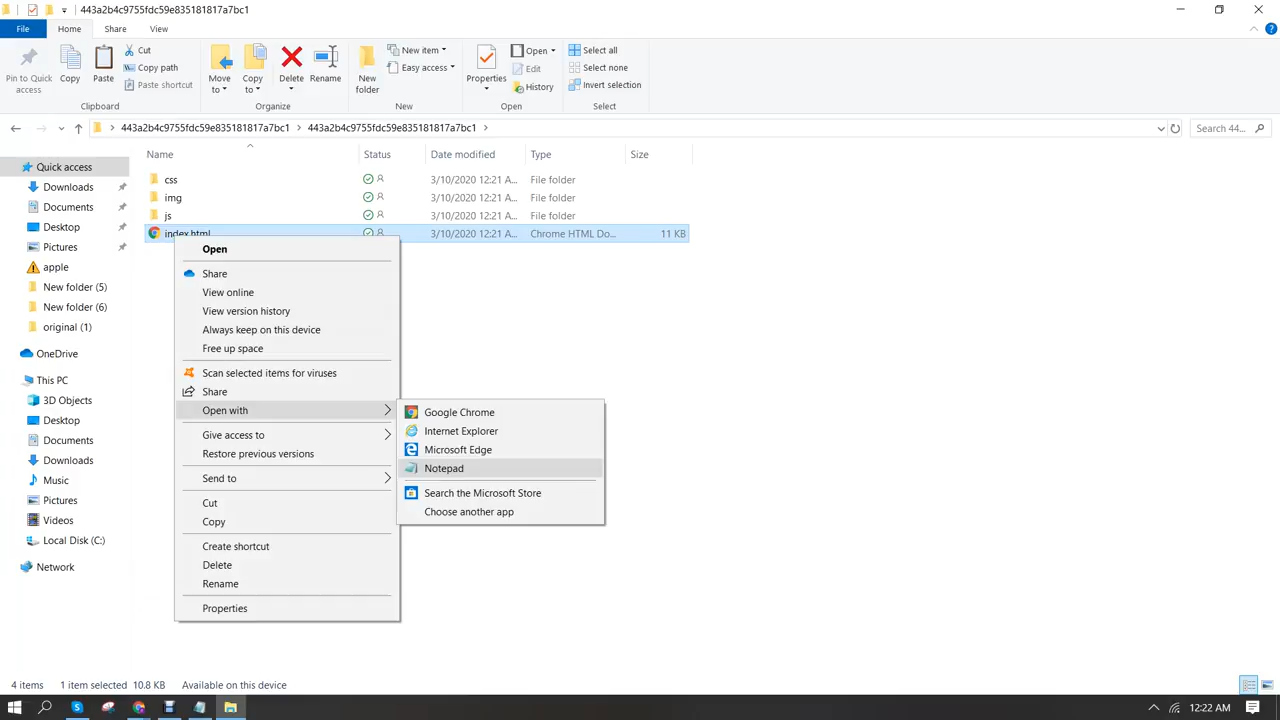 443a2b4c9755fdc59e835181817a7bc1
File
Home
Share
View
Pin to Quick access
Copy
Paste
Cut
Copy path
Paste shortcut
Clipboard
Move to
Copy to
Delete
Rename
Organize
New folder
New item
Easy access
New
Properties
Open
Edit
History
Open
Select all
Select none
Invert selection
Select
443a2b4c9755fdc59e835181817a7bc1 > 443a2b4c9755fdc59e835181817a7bc1 >
Search 44...
Name Status Date modified Type Size
css 3/10/2020 12:21 A... File folder
img 3/10/2020 12:21 A... File folder
js 3/10/2020 12:21 A... File folder
index.html 3/10/2020 12:21 A... Chrome HTML Do... 11 KB
Quick access
Downloads
Documents
Desktop
Pictures
apple
New folder (5)
New folder (6)
original (1)
OneDrive
This PC
3D Objects
Desktop
Documents
Downloads
Music
Pictures
Videos
Local Disk (C:)
Network
Open
Share
View online
View version history
Always keep on this device
Free up space
Scan selected items for viruses
Share
Open with
Give access to
Restore previous versions
Send to
Cut
Copy
Create shortcut
Delete
Rename
Properties
Google Chrome
Internet Explorer
Microsoft Edge
Notepad
Search the Microsoft Store
Choose another app
4 items 1 item selected 10.8 KB Available on this device
12:22 AM